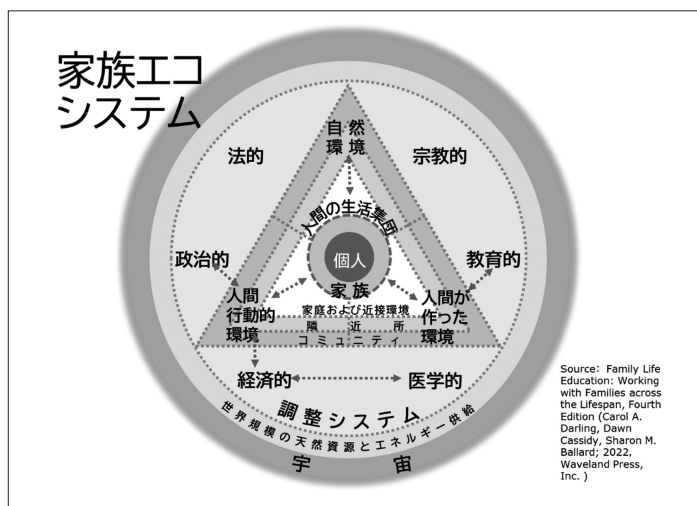 家族エコ
システム
自然
環境
法的
宗教的
人間の生活集団
個人
政治的
教育的
家族
人間
行動的
環境
家庭および近接環境
人間が
作った
環境
隣近所
コミュニティ
経済的
医学的
調整システム
世界規模の天然資源とエネルギー供給
宇宙
Source: Family Life
Education: Working
with Families across
the Lifespan, Fourth
Edition (Carol A.
Darling, Dawn
Cassidy, Sharon M.
Ballard; 2022,
Waveland Press,
Inc. )